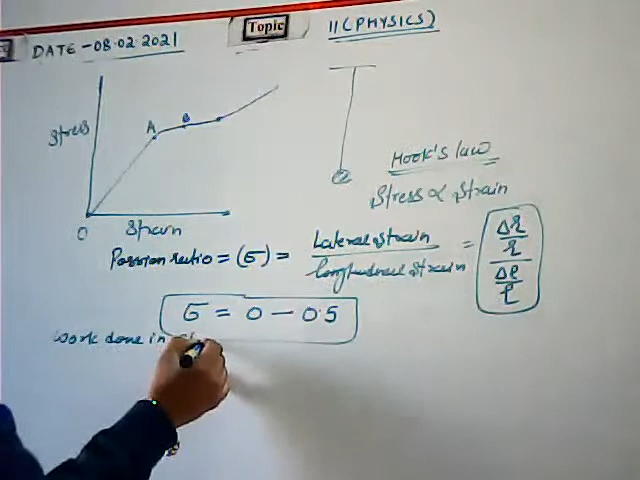 DATE - 08.02.2021
Topic
11 (PHYSICS)
Stress
A
B
O
Strain
Hook's law
Stress ∝ Strain
Possion ratio = (σ) = Lateral strain / longitudinal strain = Δr/r / Δl/l
σ = 0 - 0.5
Work done in